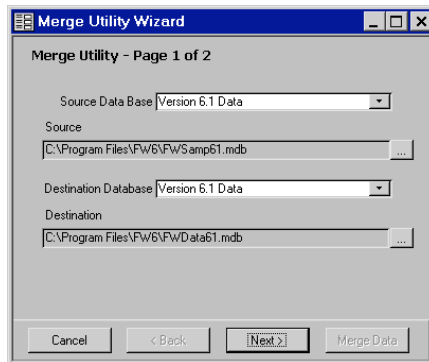 Merge Utility Wizard
Merge Utility - Page 1 of 2
Source Data Base Version 6.1 Data
Source
C:\Program Files\FW6\FWSamp61.mdb ...
Destination Database Version 6.1 Data
Destination
C:\Program Files\FW6\FWData61.mdb ...
Cancel < Back Next > Merge Data